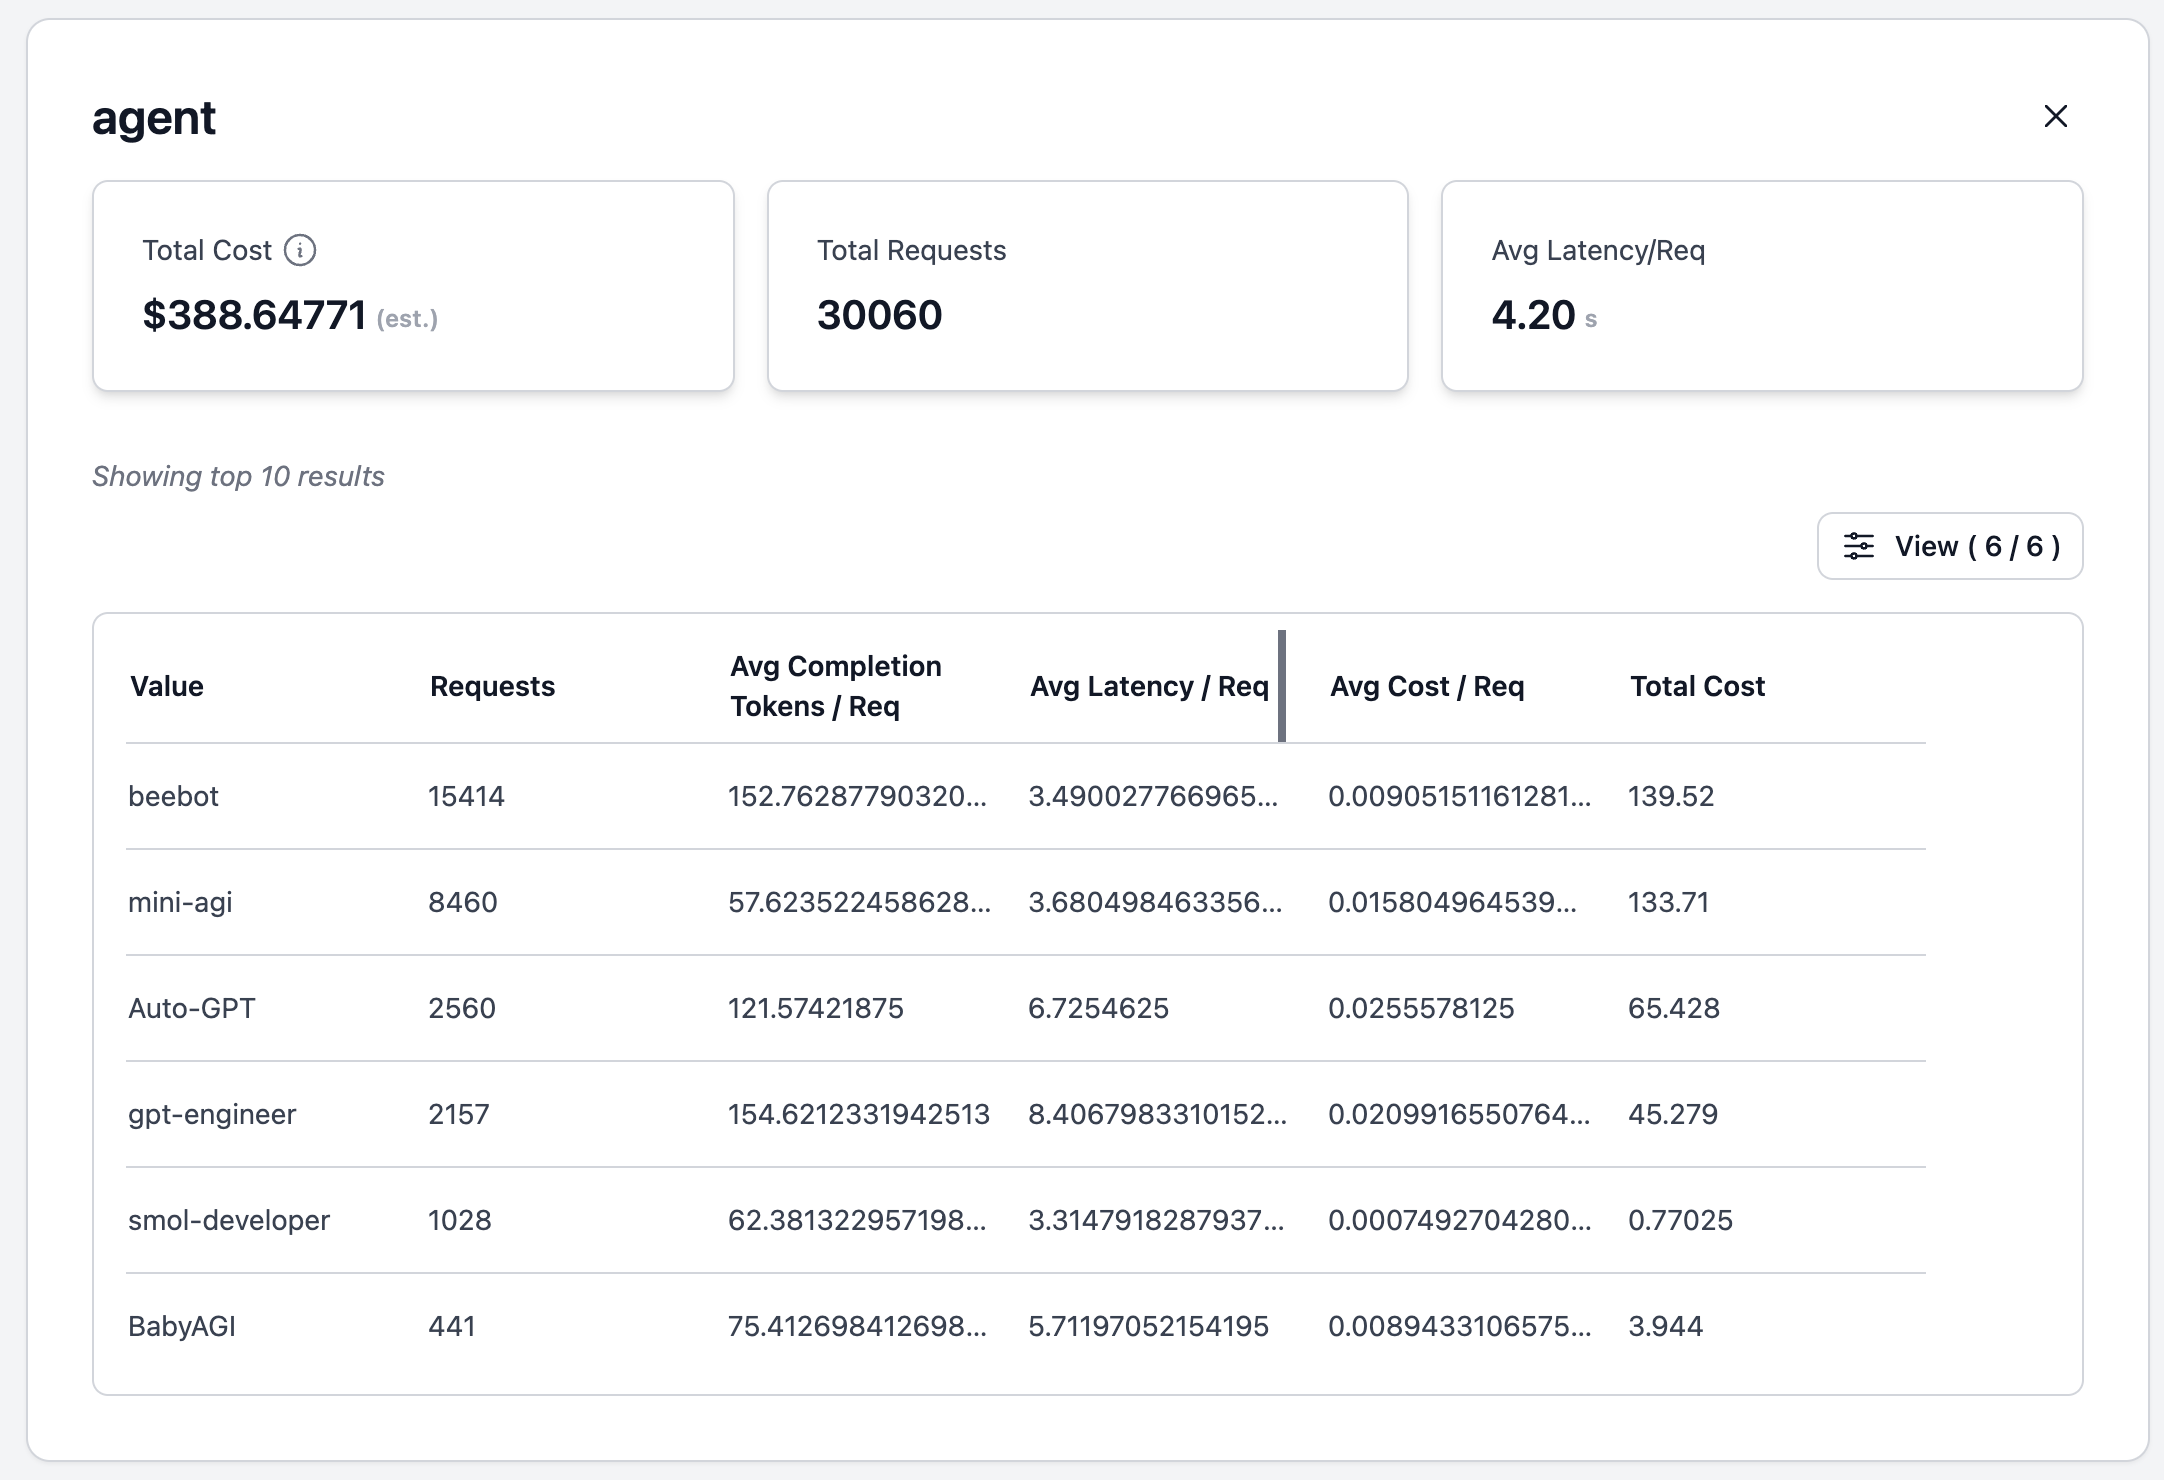 agent
Total Cost
$388.64771 (est.)
Total Requests
30060
Avg Latency/Req
4.20 s
Showing top 10 results
View ( 6 / 6 )
Value Requests Avg Completion Tokens / Req Avg Latency / Req Avg Cost / Req Total Cost
beebot 15414 152.76287790320... 3.490027766965... 0.00905151161281... 139.52
mini-agi 8460 57.623522458628... 3.680498463356... 0.015804964539... 133.71
Auto-GPT 2560 121.57421875 6.7254625 0.0255578125 65.428
gpt-engineer 2157 154.6212331942513 8.4067983310152... 0.0209916550764... 45.279
smol-developer 1028 62.381322957198... 3.3147918287937... 0.0007492704280... 0.77025
BabyAGI 441 75.412698412698... 5.71197052154195 0.0089433106575... 3.944